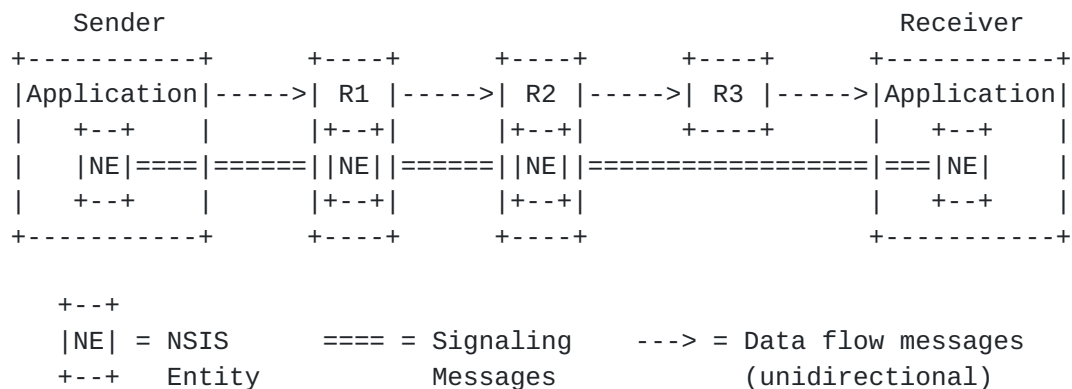 Sender                                               Receiver
+-----------+      +----+      +----+      +----+      +-----------+
|Application|----->| R1 |----->| R2 |----->| R3 |----->|Application|
|   +--+    |      |+--+|      |+--+|      +----+      |   +--+    |
|   |NE|====|======||NE||======||NE||==================|===|NE|    |
|   +--+    |      |+--+|      |+--+|                  |   +--+    |
+-----------+      +----+      +----+                  +-----------+
   +--+
   |NE| = NSIS      ==== = Signaling    ---> = Data flow messages
   +--+   Entity           Messages            (unidirectional)